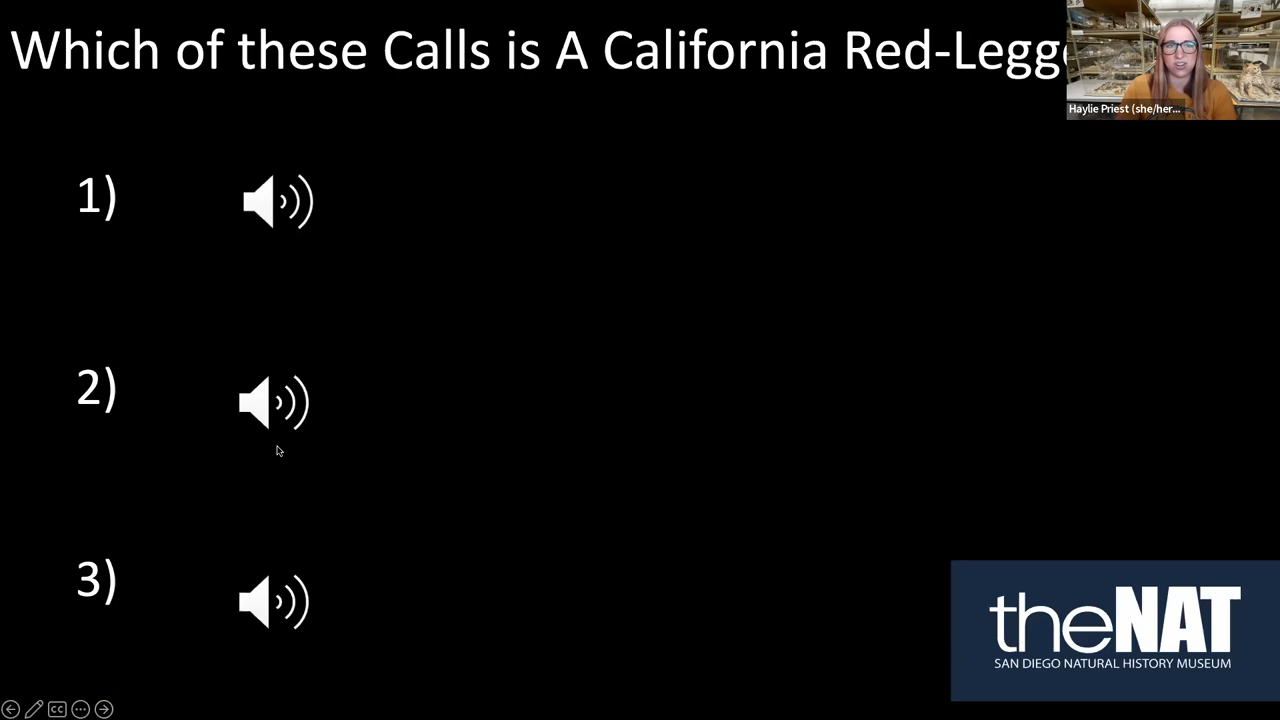 Which of these Calls is A California Red-Legg
Haylie Priest (she/her...
1)
2)
3)
theNAT
SAN DIEGO NATURAL HISTORY MUSEUM
CC